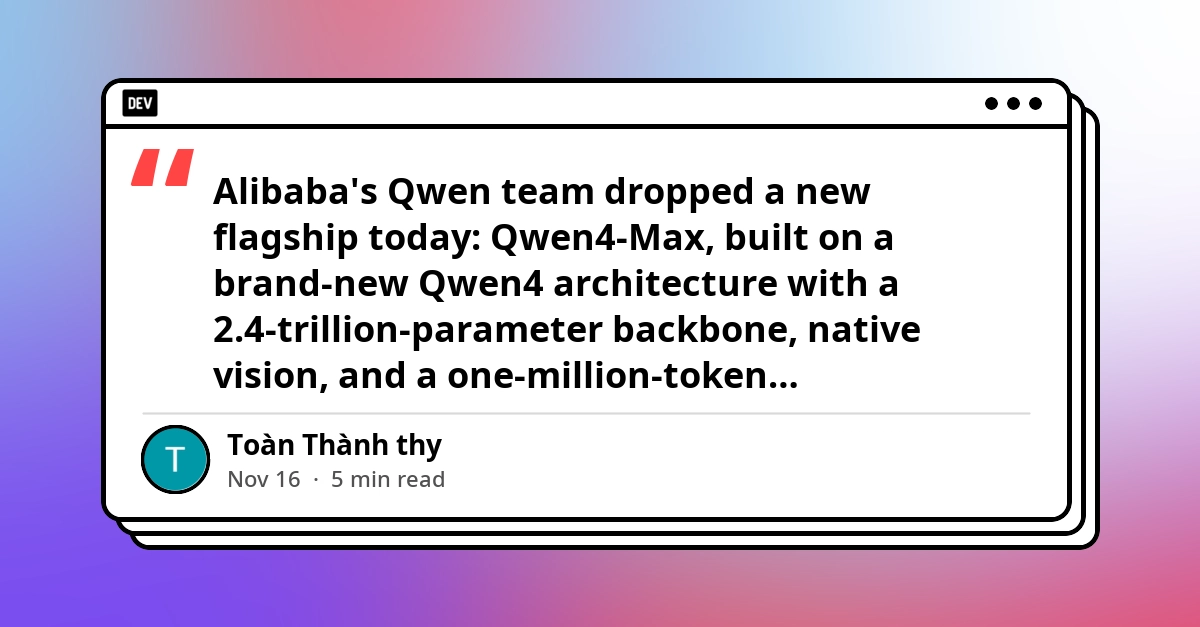 DEV
“
Alibaba's Qwen team dropped a new
flagship today: Qwen4-Max, built on a
brand-new Qwen4 architecture with a
2.4-trillion-parameter backbone, native
vision, and a one-million-token...
T
Toàn Thành thy
Nov 16 · 5 min read